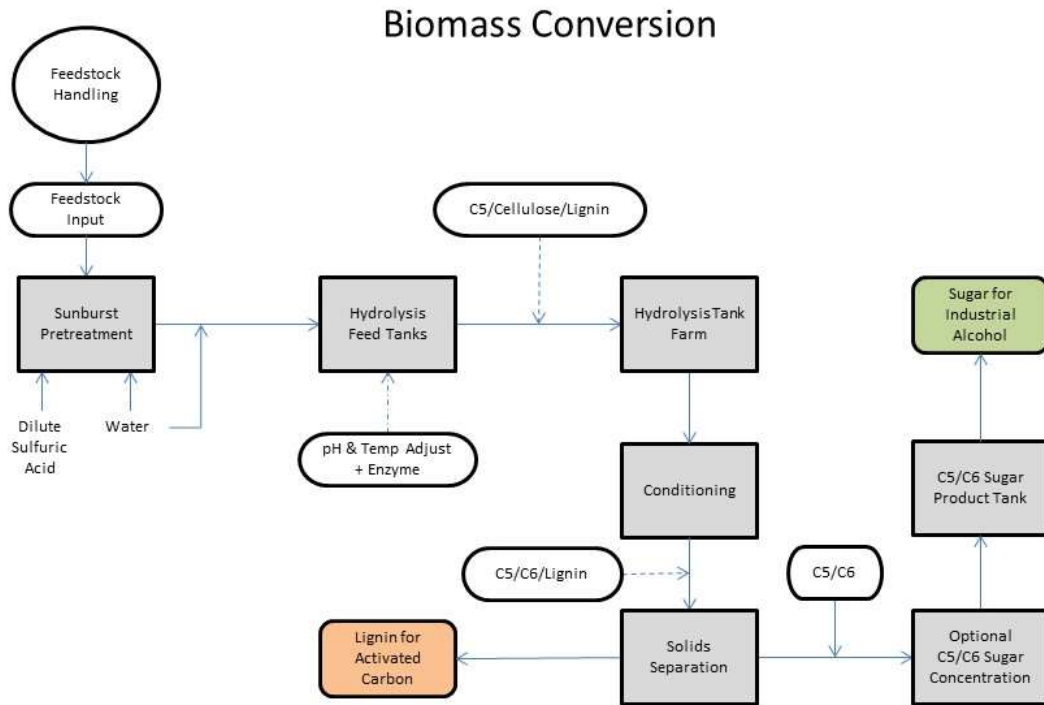 Biomass Conversion
Feedstock
Handling
Feedstock
Input
C5/Cellulose/Lignin
Sunburst
Pretreatment
Hydrolysis
Feed Tanks
HydrolysisTank
Farm
Sugar for
Industrial
Alcohol
Dilute
Sulfuric
Acid
Water
pH & Temp Adjust
+ Enzyme
Conditioning
C5/C6 Sugar
Product Tank
C5/C6/Lignin
C5/C6
Lignin for
Activated
Carbon
Solids
Separation
Optional
C5/C6 Sugar
Concentration